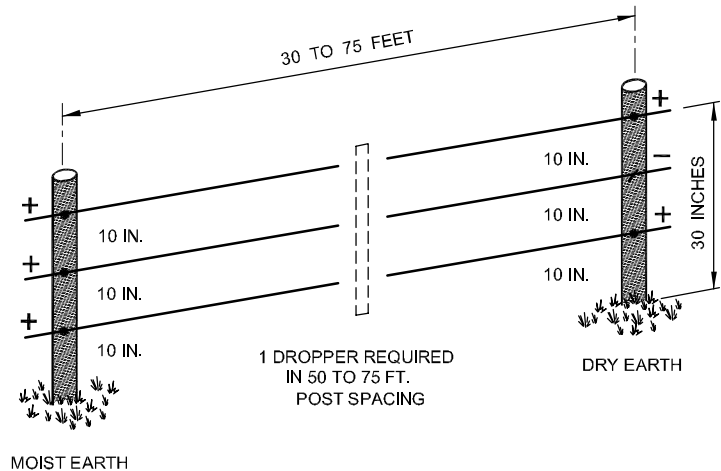 30 TO 75 FEET
+
10 IN.
+
10 IN.
+
10 IN.
MOIST EARTH
1 DROPPER REQUIRED
IN 50 TO 75 FT.
POST SPACING
+
10 IN.
−
10 IN.
+
10 IN.
30 INCHES
DRY EARTH